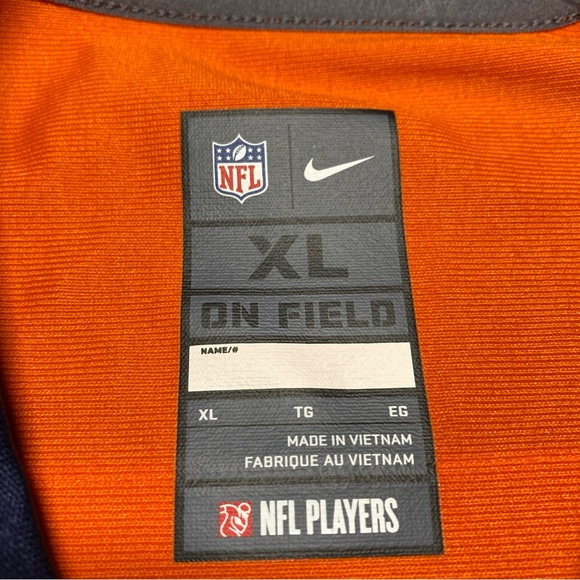 NFL
XL
ON FIELD
NAME/#
XL TG EG
MADE IN VIETNAM
FABRIQUE AU VIETNAM
NFL PLAYERS